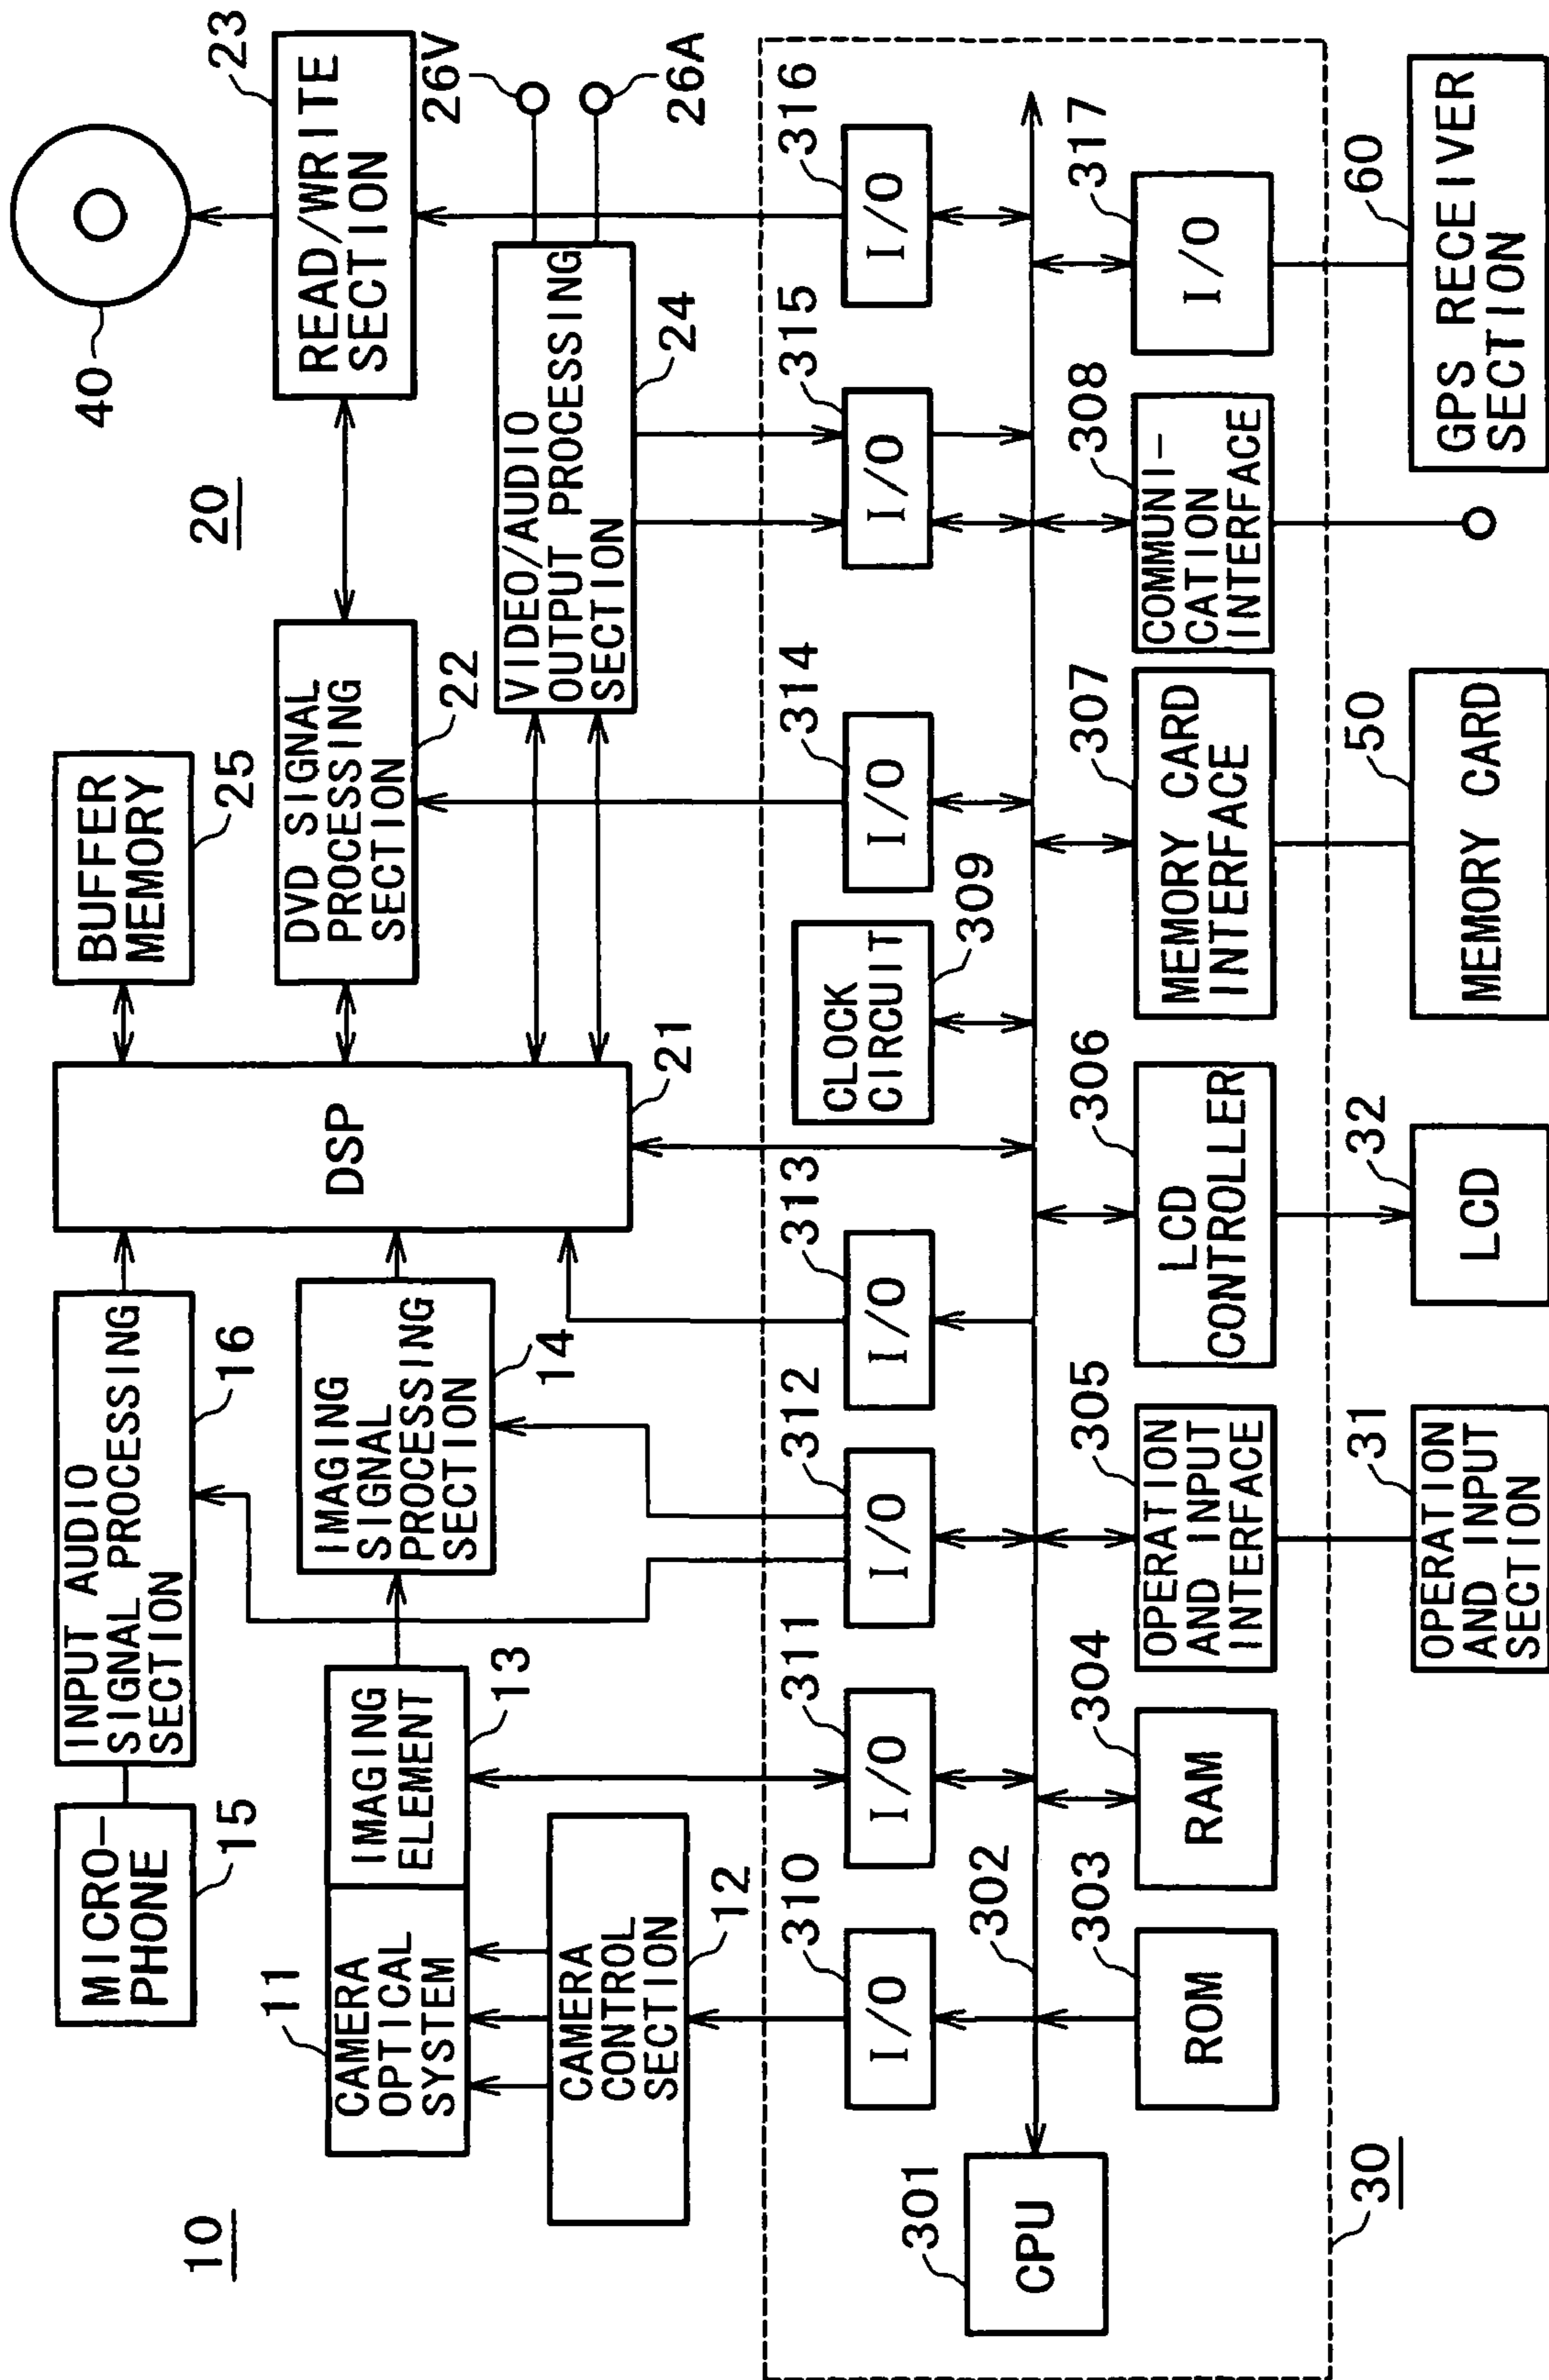 10
MICRO-
PHONE
15
INPUT AUDIO
SIGNAL PROCESSING
SECTION
16
11
CAMERA
OPTICAL
SYSTEM
IMAGING
ELEMENT
13
IMAGING
SIGNAL
PROCESSING
SECTION
14
CAMERA
CONTROL
SECTION
12
DSP
21
BUFFER
MEMORY
25
20
DVD SIGNAL
PROCESSING
SECTION
22
40
READ/WRITE
SECTION
23
VIDEO/AUDIO
OUTPUT PROCESSING
SECTION
24
26V
26A
I/O
310
I/O
311
I/O
312
I/O
313
CLOCK
CIRCUIT
309
I/O
314
I/O
315
I/O
316
301
CPU
302
ROM
303
RAM
304
OPERATION
AND INPUT
INTERFACE
305
LCD
CONTROLLER
306
MEMORY CARD
INTERFACE
307
COMMUNI-
CATION
INTERFACE
308
I/O
317
30
OPERATION
AND INPUT
SECTION
31
LCD
32
MEMORY CARD
50
GPS RECEIVER
SECTION
60